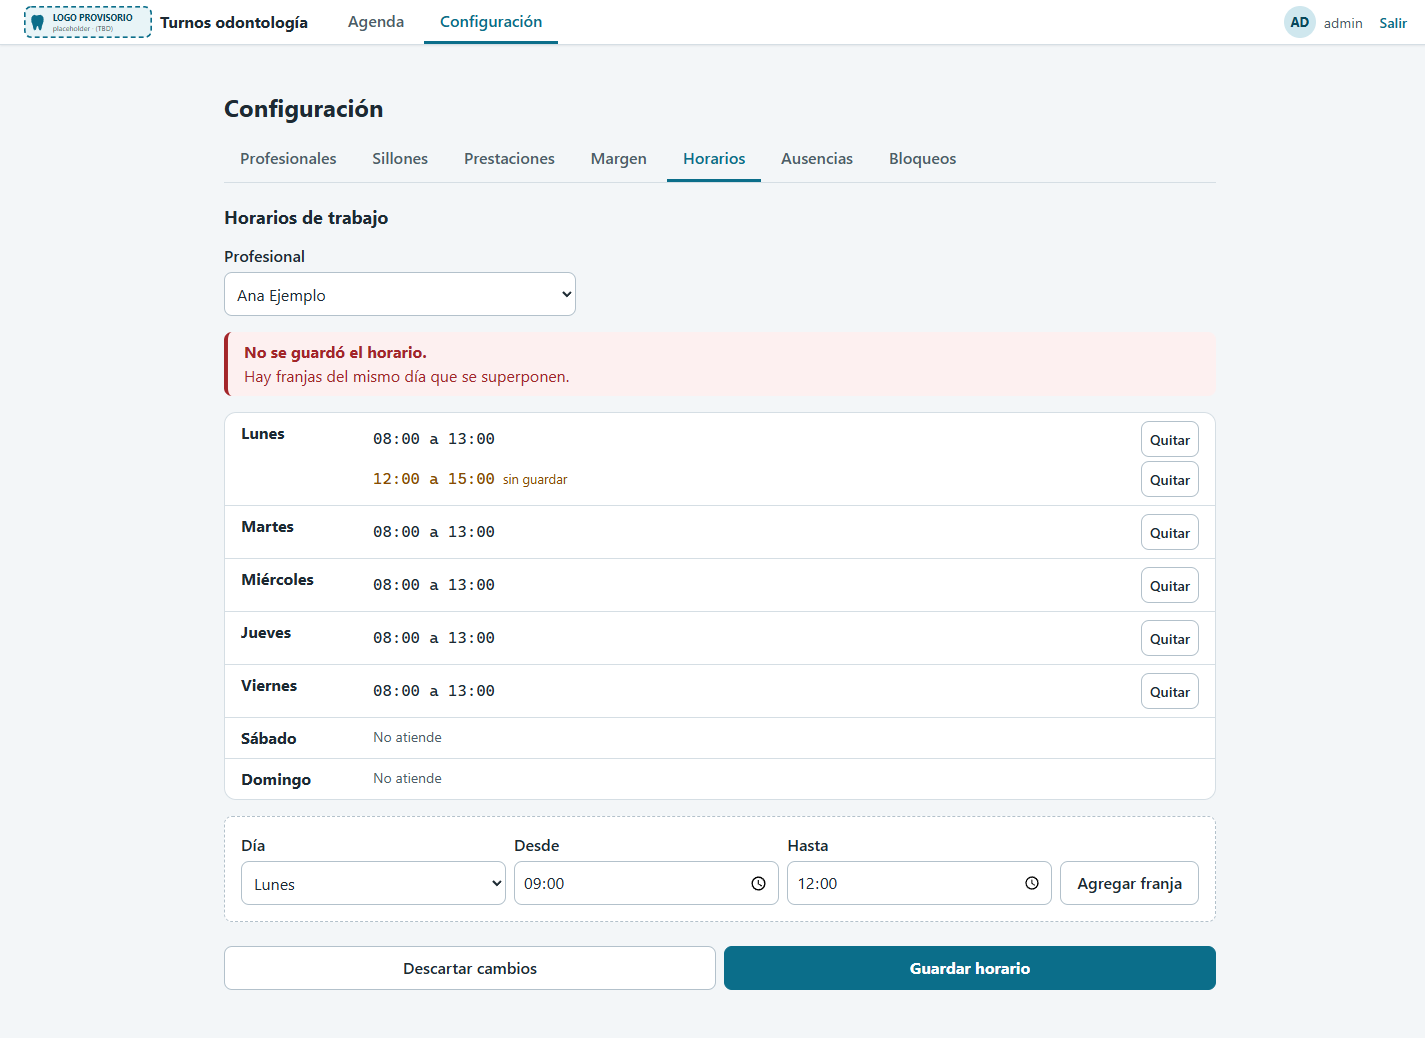 LOGO PROVISORIO
placeholder · (TBD)
Turnos odontología
Agenda
Configuración
AD
admin
Salir
Configuración
Profesionales
Sillones
Prestaciones
Margen
Horarios
Ausencias
Bloqueos
Horarios de trabajo
Profesional
Ana Ejemplo
No se guardó el horario.
Hay franjas del mismo día que se superponen.
Lunes
08:00 a 13:00
Quitar
12:00 a 15:00 sin guardar
Quitar
Martes
08:00 a 13:00
Quitar
Miércoles
08:00 a 13:00
Quitar
Jueves
08:00 a 13:00
Quitar
Viernes
08:00 a 13:00
Quitar
Sábado
No atiende
Domingo
No atiende
Día
Desde
Hasta
Lunes
09:00
12:00
Agregar franja
Descartar cambios
Guardar horario